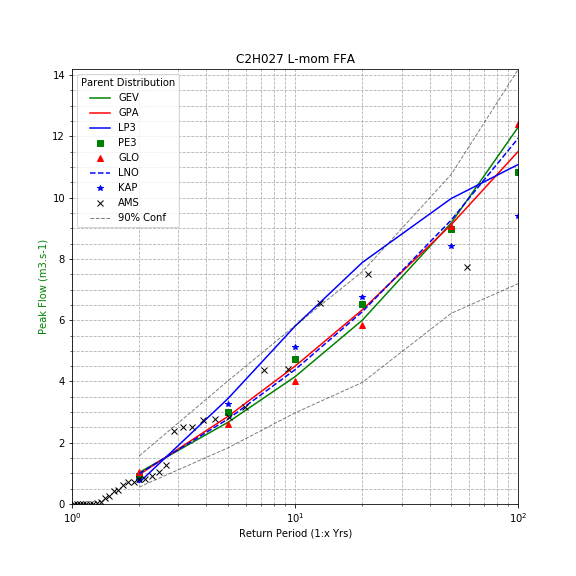 C2H027 L-mom FFA
Parent Distribution
GEV
GPA
LP3
PE3
GLO
LNO
KAP
AMS
90% Conf
Peak Flow (m3.s-1)
14
12
10
8
6
4
2
0
10⁰
10¹
10²
Return Period (1:x Yrs)